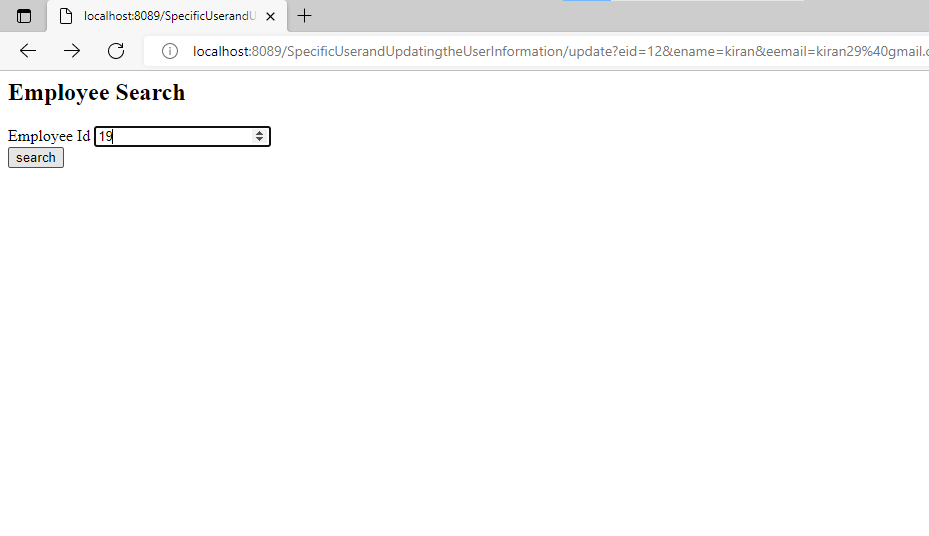 localhost:8089/SpecificUserandU
localhost:8089/SpecificUserandUpdatingtheUserInformation/update?eid=12&ename=kiran&eemail=kiran29%40gmail.c
Employee Search
Employee Id 19
search